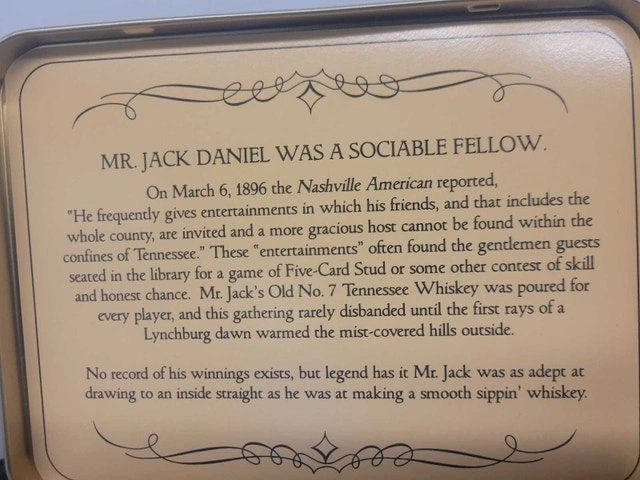 MR. JACK DANIEL WAS A SOCIABLE FELLOW.
On March 6, 1896 the Nashville American reported,
"He frequently gives entertainments in which his friends, and that includes the
whole county, are invited and a more gracious host cannot be found within the
confines of Tennessee." These "entertainments" often found the gentlemen guests
seated in the library for a game of Five-Card Stud or some other contest of skill
and honest chance. Mr. Jack's Old No. 7 Tennessee Whiskey was poured for
every player, and this gathering rarely disbanded until the first rays of a
Lynchburg dawn warmed the mist-covered hills outside.
No record of his winnings exists, but legend has it Mr. Jack was as adept at
drawing to an inside straight as he was at making a smooth sippin' whiskey.